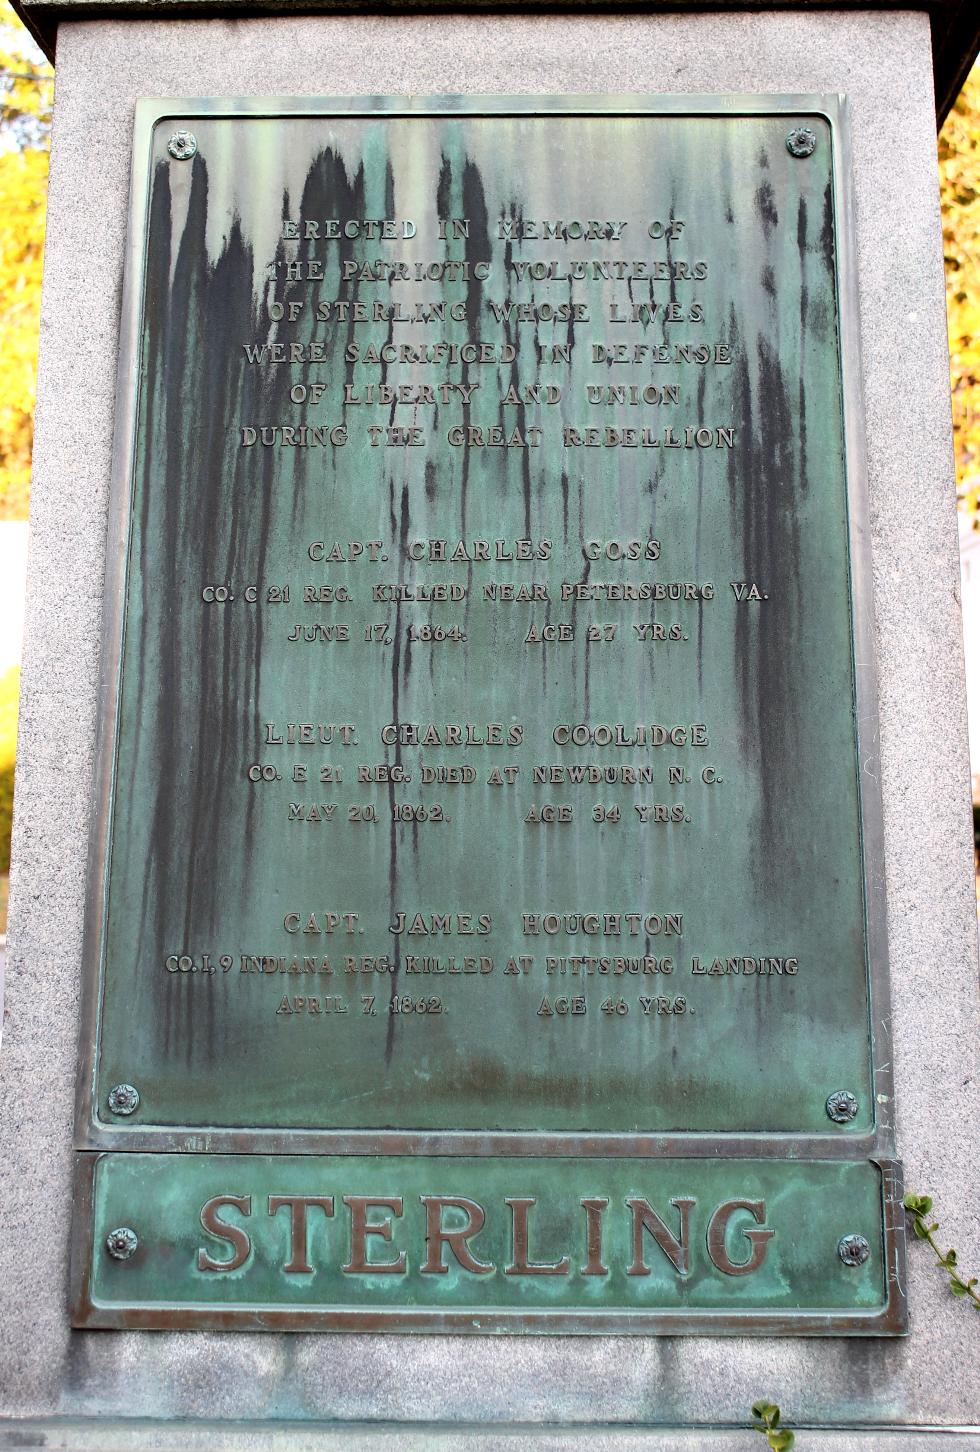 ERECTED IN MEMORY OF
THE PATRIOTIC VOLUNTEERS
OF STERLING WHOSE LIVES
WERE SACRIFICED IN DEFENSE
OF LIBERTY AND UNION
DURING THE GREAT REBELLION
CAPT. CHARLES GOSS
CO. C 21 REG. KILLED NEAR PETERSBURG VA.
JUNE 17, 1864. AGE 27 YRS.
LIEUT. CHARLES COOLIDGE
CO. E 21 REG. DIED AT NEWBURN N. C.
MAY 20, 1862. AGE 34 YRS.
CAPT. JAMES HOUGHTON
CO. I, 9 INDIANA REG. KILLED AT PITTSBURG LANDING
APRIL 7, 1862. AGE 46 YRS.
STERLING